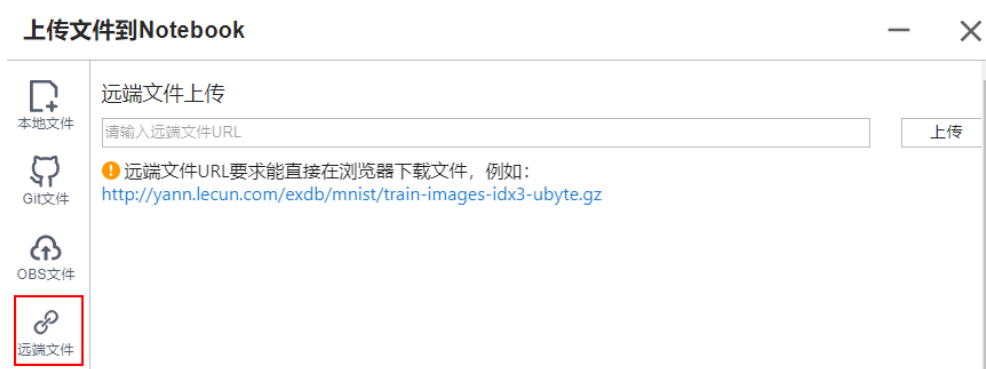 上传文件到Notebook
本地文件
Git文件
OBS文件
远端文件
远端文件上传
请输入远端文件URL
上传
远端文件URL要求能直接在浏览器下载文件，例如：
http://yann.lecun.com/exdb/mnist/train-images-idx3-ubyte.gz